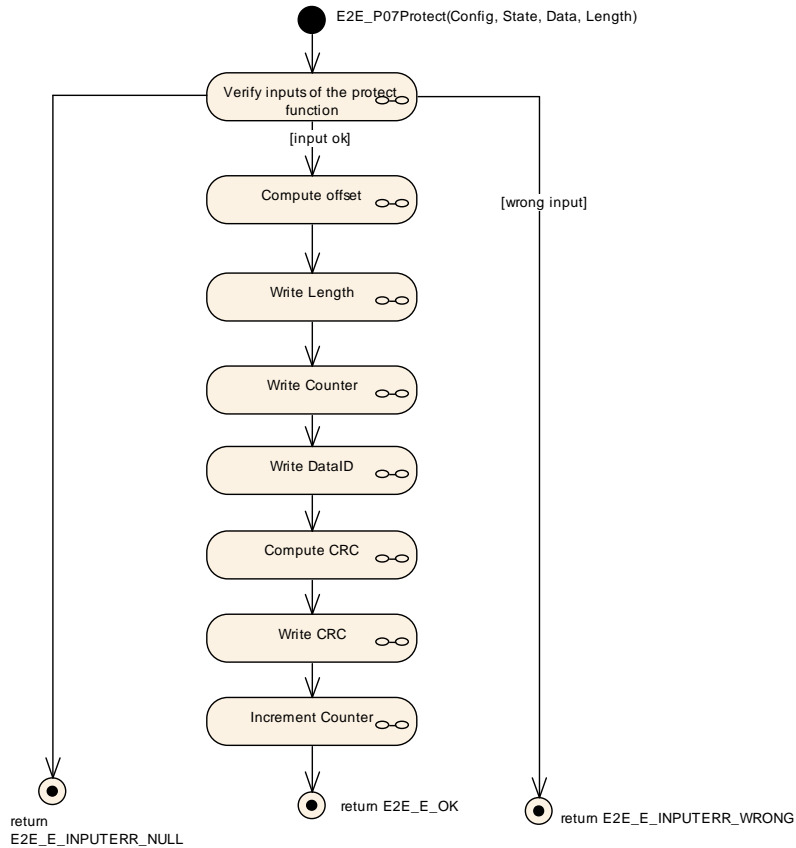 E2E_P07Protect(Config, State, Data, Length)
Verify inputs of the protect
function
[input ok]
Compute offset
[wrong input]
Write Length
Write Counter
Write DataID
Compute CRC
Write CRC
Increment Counter
return E2E_E_OK
return
E2E_E_INPUTERR_NULL
return E2E_E_INPUTERR_WRONG